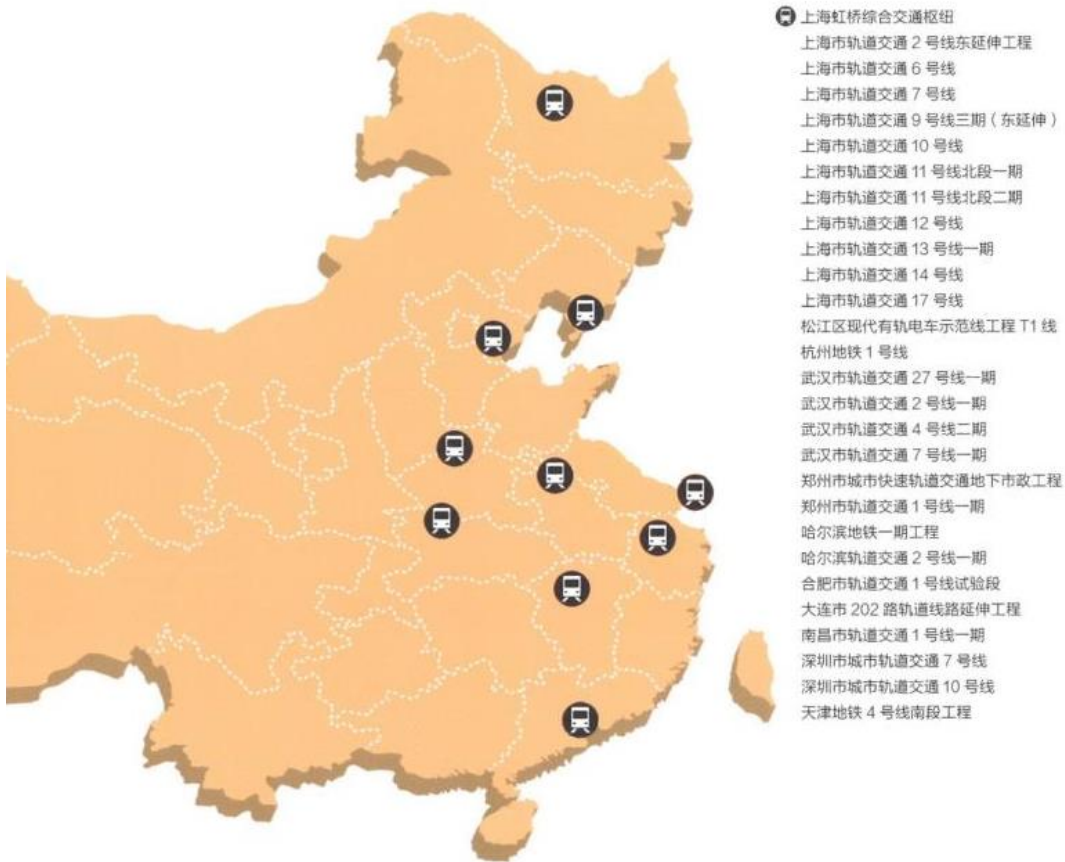 上海虹桥综合交通枢纽
上海市轨道交通 2 号线东延伸工程
上海市轨道交通 6 号线
上海市轨道交通 7 号线
上海市轨道交通 9 号线三期（东延伸）
上海市轨道交通 10 号线
上海市轨道交通 11 号线北段一期
上海市轨道交通 11 号线北段二期
上海市轨道交通 12 号线
上海市轨道交通 13 号线一期
上海市轨道交通 14 号线
上海市轨道交通 17 号线
松江区现代有轨电车示范线工程 T1 线
杭州地铁 1 号线
武汉市轨道交通 27 号线一期
武汉市轨道交通 2 号线一期
武汉市轨道交通 4 号线二期
武汉市轨道交通 7 号线一期
郑州市城市快速轨道交通地下市政工程
郑州市轨道交通 1 号线一期
哈尔滨地铁一期工程
哈尔滨轨道交通 2 号线一期
合肥市轨道交通 1 号线试验段
大连市 202 路轨道线路延伸工程
南昌市轨道交通 1 号线一期
深圳市城市轨道交通 7 号线
深圳市城市轨道交通 10 号线
天津地铁 4 号线南段工程